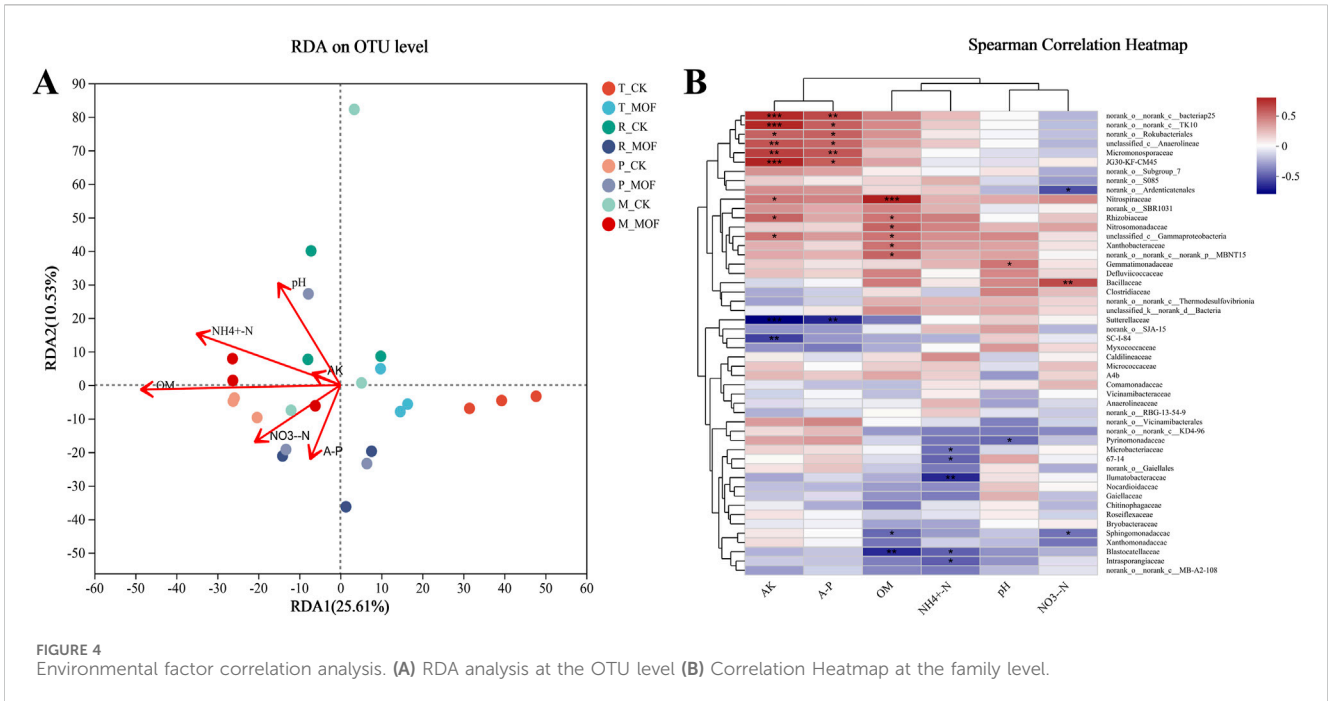 RDA on OTU level
A
90
80
70
60
50
40
30
20
10
0
-10
-20
-30
-40
-50
RDA2(10.53%)
pH
NH4+-N
AK
OM
NO3--N
A-P
-60 -50 -40 -30 -20 -10 0 10 20 30 40 50 60
RDA1(25.61%)
T_CK
T_MOF
R_CK
R_MOF
P_CK
P_MOF
M_CK
M_MOF
Spearman Correlation Heatmap
B
*** ** norank_o__norank_c__bacteriap25
*** * norank_o__norank_c__TK10
* * norank_o__Rokubacteriales
** * unclassified_c__Anaerolineae
** ** Micromonosporaceae
*** * JG30-KF-CM45
norank_o__Subgroup_7
norank_o__S085
* norank_o__Ardenticatenales
* *** Nitrospiraceae
norank_o__SBR1031
* * Rhizobiaceae
* Nitrosomonadaceae
* * unclassified_c__Gammaproteobacteria
* Xanthobacteraceae
* norank_o__norank_c__norank_p__MBNT15
* Gemmatimonadaceae
Defluviicoccaceae
** Bacillaceae
Clostridiaceae
norank_o__norank_c__Thermodesulfovibrionia
unclassified_k__norank_d__Bacteria
*** ** Sutterellaceae
norank_o__SJA-15
** SC-I-84
Myxococcaceae
Caldilineaceae
Micrococcaceae
A4b
Comamonadaceae
Vicinamibacteraceae
Anaerolineaceae
norank_o__RBG-13-54-9
norank_o__Vicinamibacterales
norank_o__norank_c__KD4-96
* Pyrinomonadaceae
* Microbacteriaceae
* 67-14
norank_o__Gaiellales
** Ilumatobacteraceae
Nocardioidaceae
Gaiellaceae
Chitinophagaceae
Roseiflexaceae
Bryobacteraceae
* * Sphingomonadaceae
Xanthomonadaceae
** * Blastocatellaceae
* Intrasporangiaceae
norank_o__norank_c__MB-A2-108
AK A-P OM NH4+-N pH NO3--N
0.5
0
-0.5
FIGURE 4
Environmental factor correlation analysis. (A) RDA analysis at the OTU level (B) Correlation Heatmap at the family level.